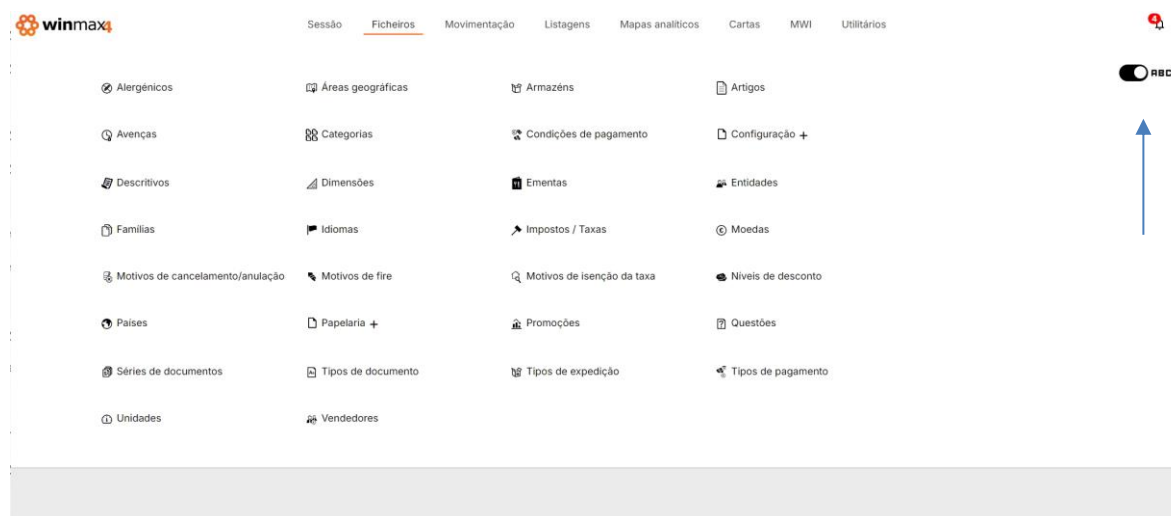 winmax4
Sessão Ficheiros Movimentação Listagens Mapas analíticos Cartas MWI Utilitários
4
ABC
Alergénicos Áreas geográficas Armazéns Artigos
Avenças Categorias Condições de pagamento Configuração +
Descritivos Dimensões Ementas Entidades
Famílias Idiomas Impostos / Taxas Moedas
Motivos de cancelamento/anulação Motivos de fire Motivos de isenção da taxa Níveis de desconto
Países Papelaria + Promoções Questões
Séries de documentos Tipos de documento Tipos de expedição Tipos de pagamento
Unidades Vendedores